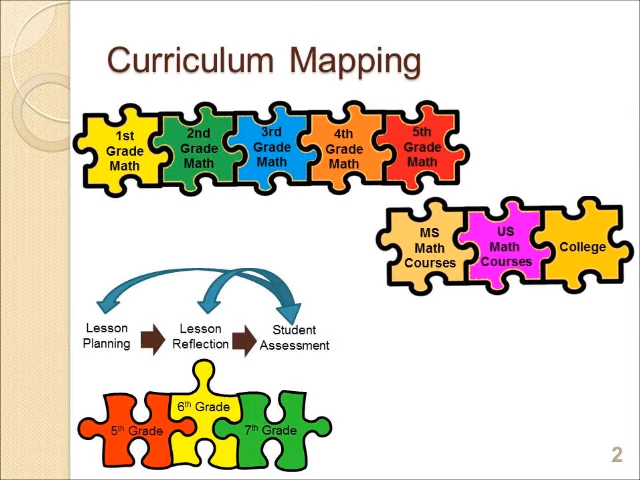 Curriculum Mapping
1st
Grade
Math
2nd
Grade
Math
3rd
Grade
Math
4th
Grade
Math
5th
Grade
Math
MS
Math
Courses
US
Math
Courses
College
Lesson
Planning
Lesson
Reflection
Student
Assessment
5th Grade
6th Grade
7th Grade
2